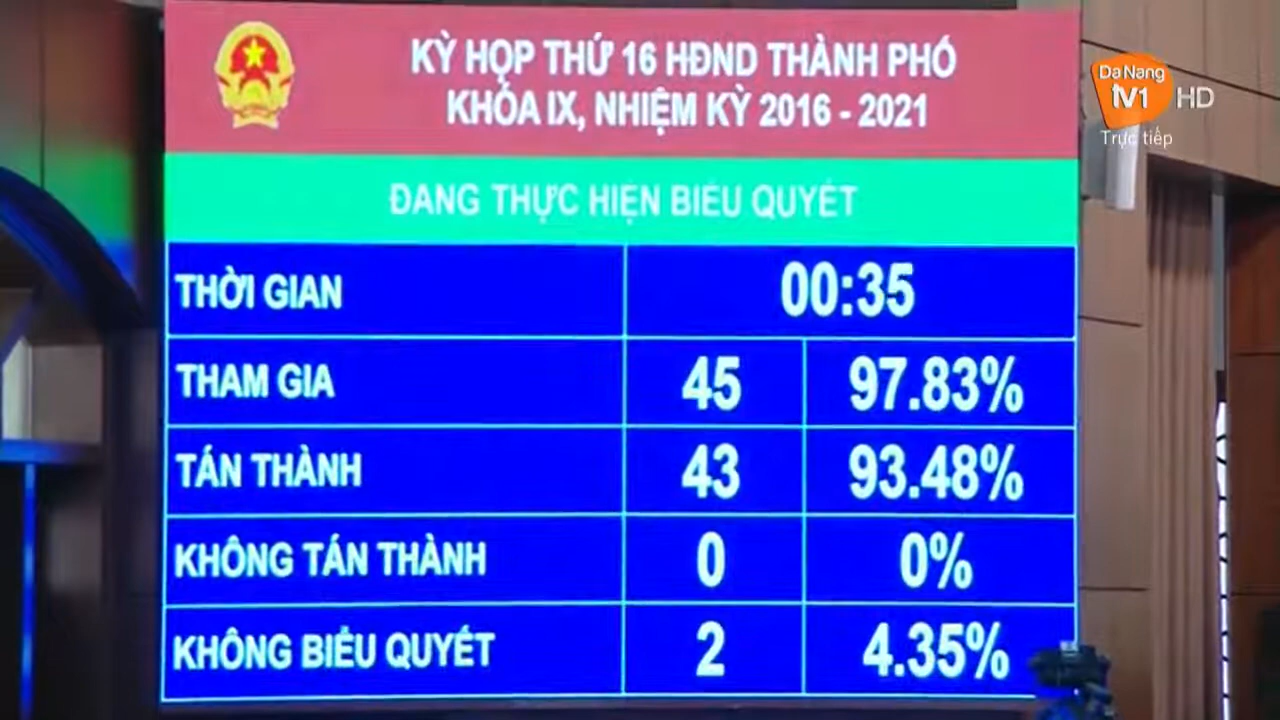 KỲ HỌP THỨ 16 HĐND THÀNH PHỐ
KHÓA IX, NHIỆM KỲ 2016 - 2021
Da Nang
TV1 HD
Trực tiếp
ĐANG THỰC HIỆN BIỂU QUYẾT
THỜI GIAN 00:35
THAM GIA 45 97.83%
TÁN THÀNH 43 93.48%
KHÔNG TÁN THÀNH 0 0%
KHÔNG BIỂU QUYẾT 2 4.35%